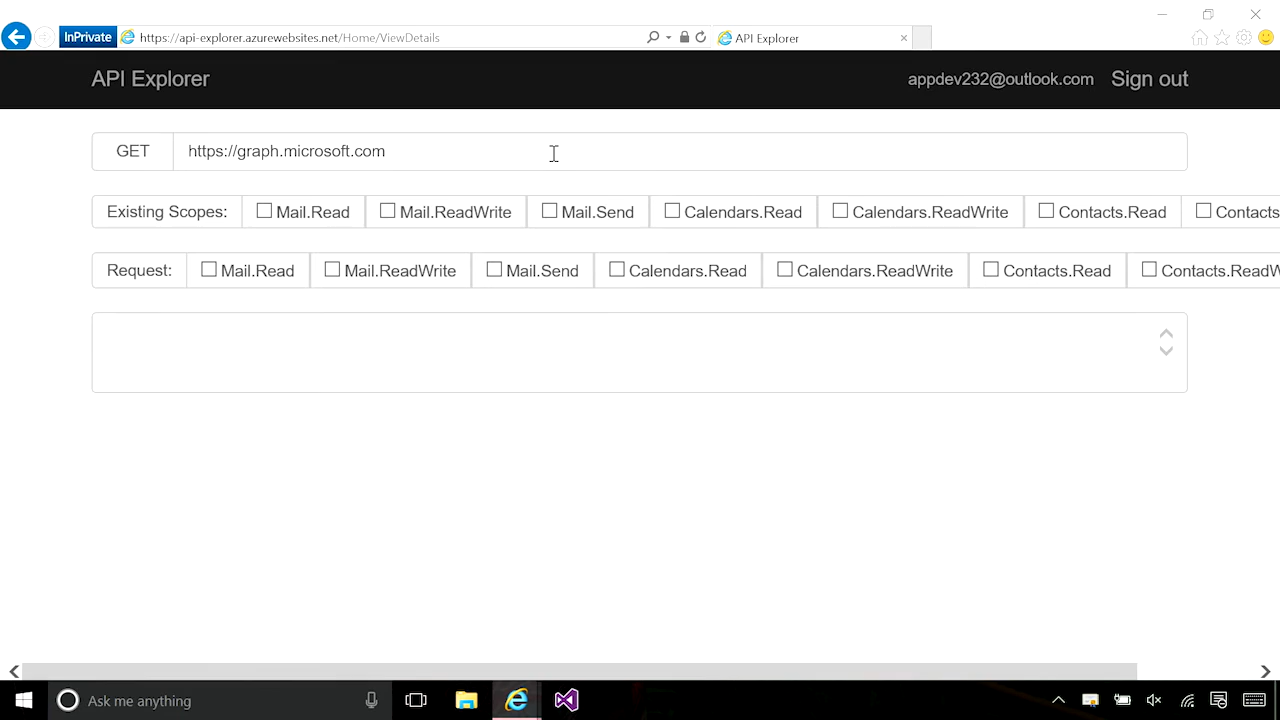 InPrivate https://api-explorer.azurewebsites.net/Home/ViewDetails API Explorer
API Explorer appdev232@outlook.com Sign out
GET https://graph.microsoft.com
Existing Scopes: Mail.Read Mail.ReadWrite Mail.Send Calendars.Read Calendars.ReadWrite Contacts.Read Contacts
Request: Mail.Read Mail.ReadWrite Mail.Send Calendars.Read Calendars.ReadWrite Contacts.Read Contacts.ReadW
Ask me anything